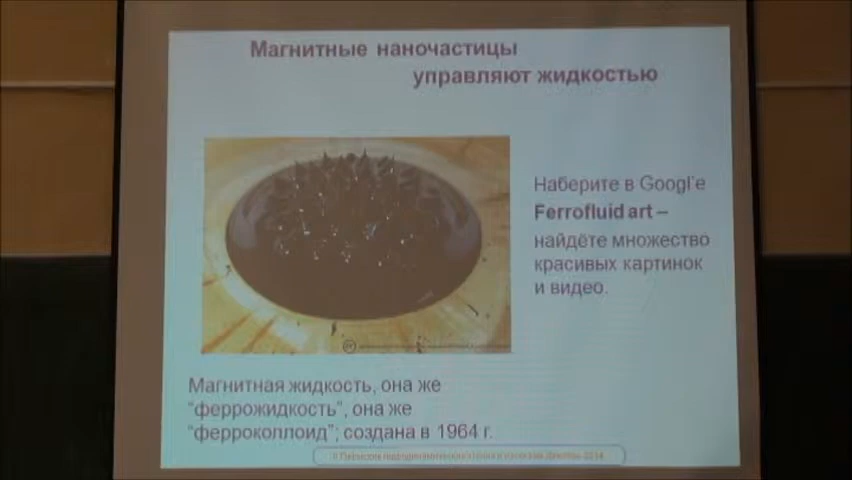 Магнитные наночастицы
управляют жидкостью
Наберите в Googl'е
Ferrofluid art –
найдёте множество
красивых картинок
и видео.
Магнитная жидкость, она же
"феррожидкость", она же
"ферроколлоид"; создана в 1964 г.